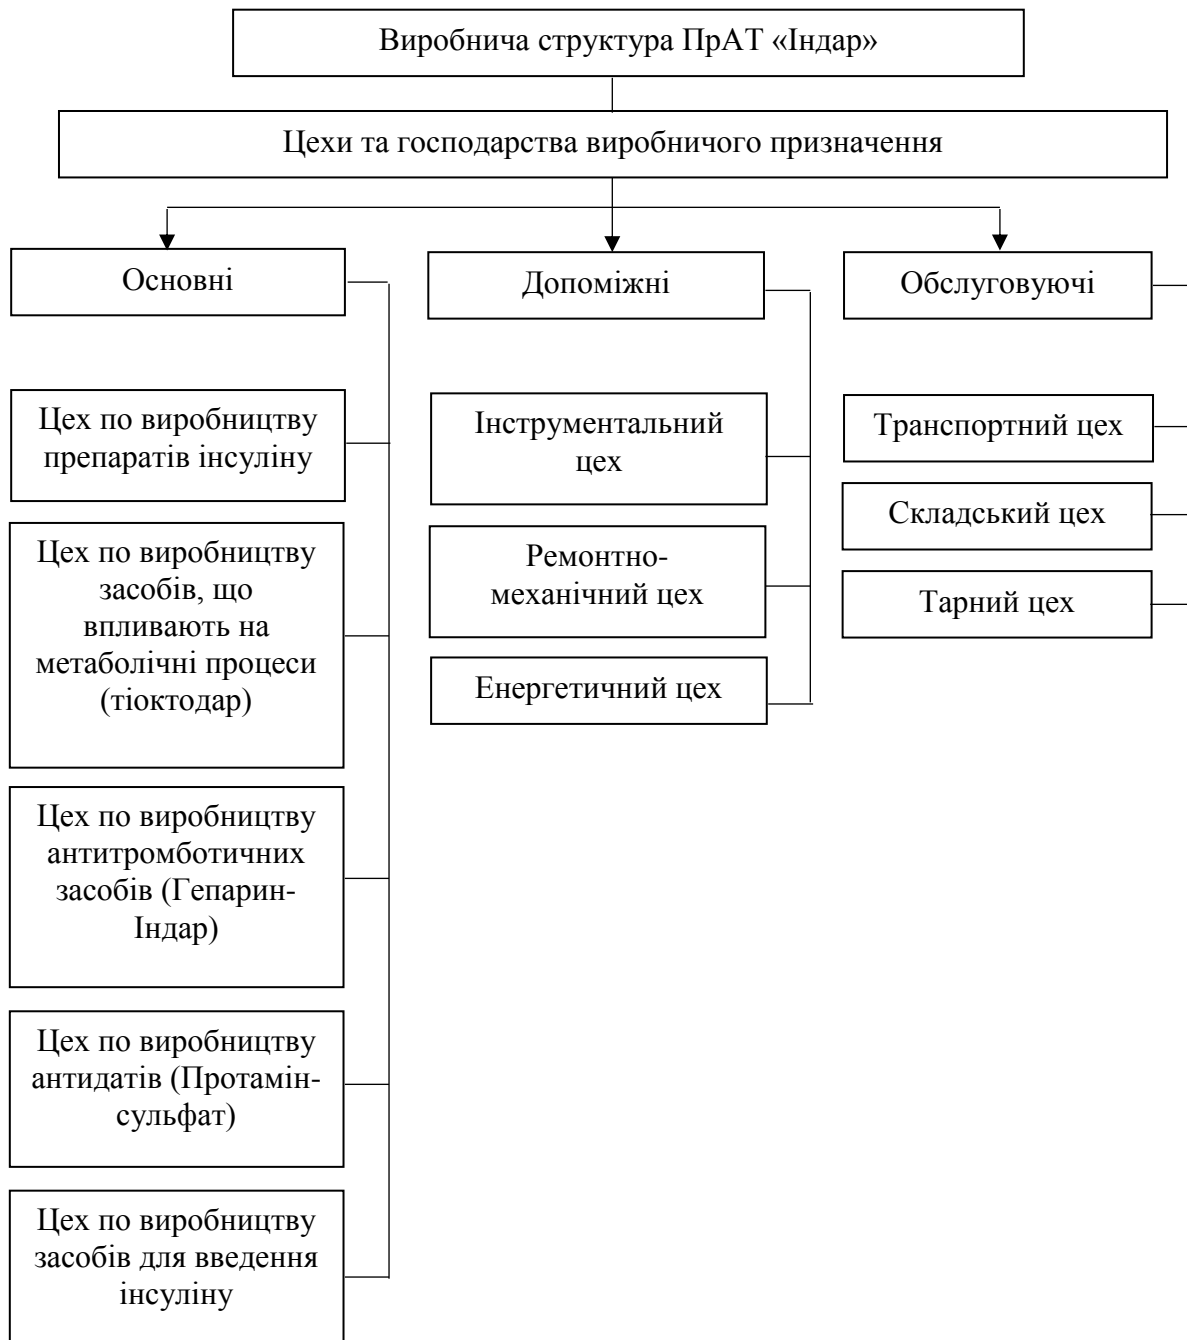 Виробнича структура ПрАТ «Індар»
Цехи та господарства виробничого призначення
Основні
Цех по виробництву
препаратів інсуліну
Цех по виробництву
засобів, що
впливають на
метаболічні процеси
(тіоктодар)
Цех по виробництву
антитромботичних
засобів (Гепарин-
Індар)
Цех по виробництву
антидатів (Протамін-
сульфат)
Цех по виробництву
засобів для введення
інсуліну
Допоміжні
Інструментальний
цех
Ремонтно-
механічний цех
Енергетичний цех
Обслуговуючі
Транспортний цех
Складський цех
Тарний цех